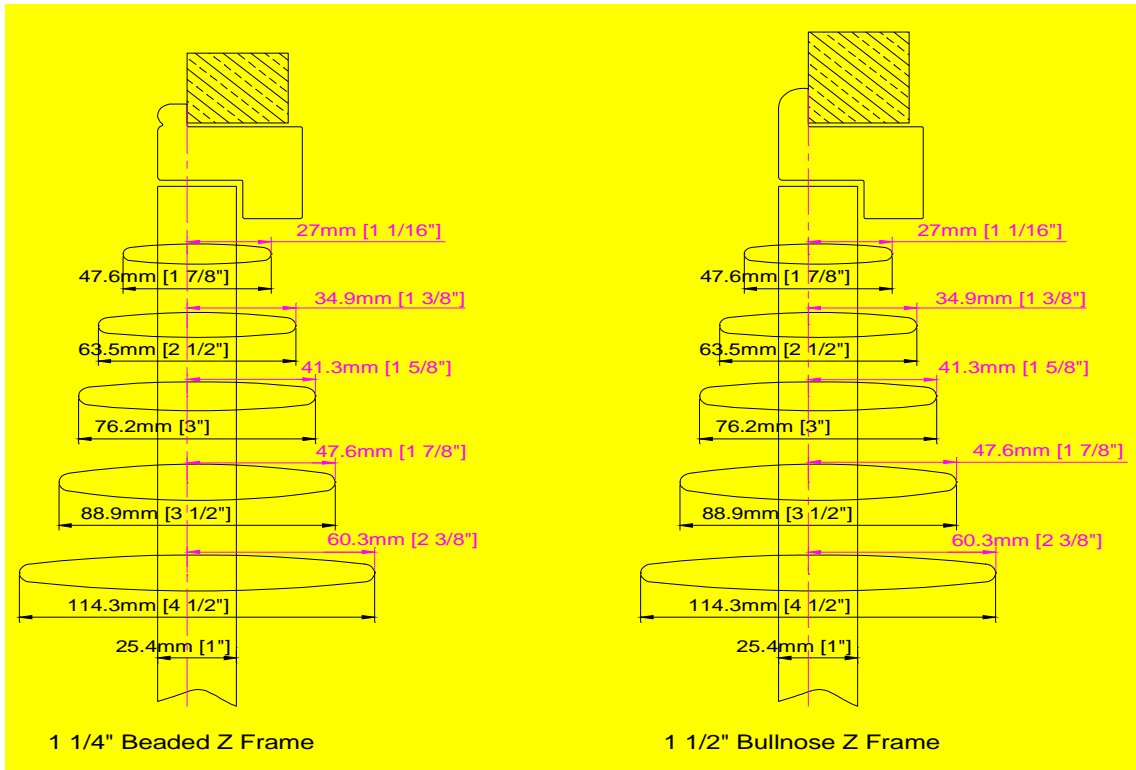 27mm [1 1/16"]
47.6mm [1 7/8"]
34.9mm [1 3/8"]
63.5mm [2 1/2"]
41.3mm [1 5/8"]
76.2mm [3"]
47.6mm [1 7/8"]
88.9mm [3 1/2"]
60.3mm [2 3/8"]
114.3mm [4 1/2"]
25.4mm [1"]
1 1/4" Beaded Z Frame
27mm [1 1/16"]
47.6mm [1 7/8"]
34.9mm [1 3/8"]
63.5mm [2 1/2"]
41.3mm [1 5/8"]
76.2mm [3"]
47.6mm [1 7/8"]
88.9mm [3 1/2"]
60.3mm [2 3/8"]
114.3mm [4 1/2"]
25.4mm [1"]
1 1/2" Bullnose Z Frame